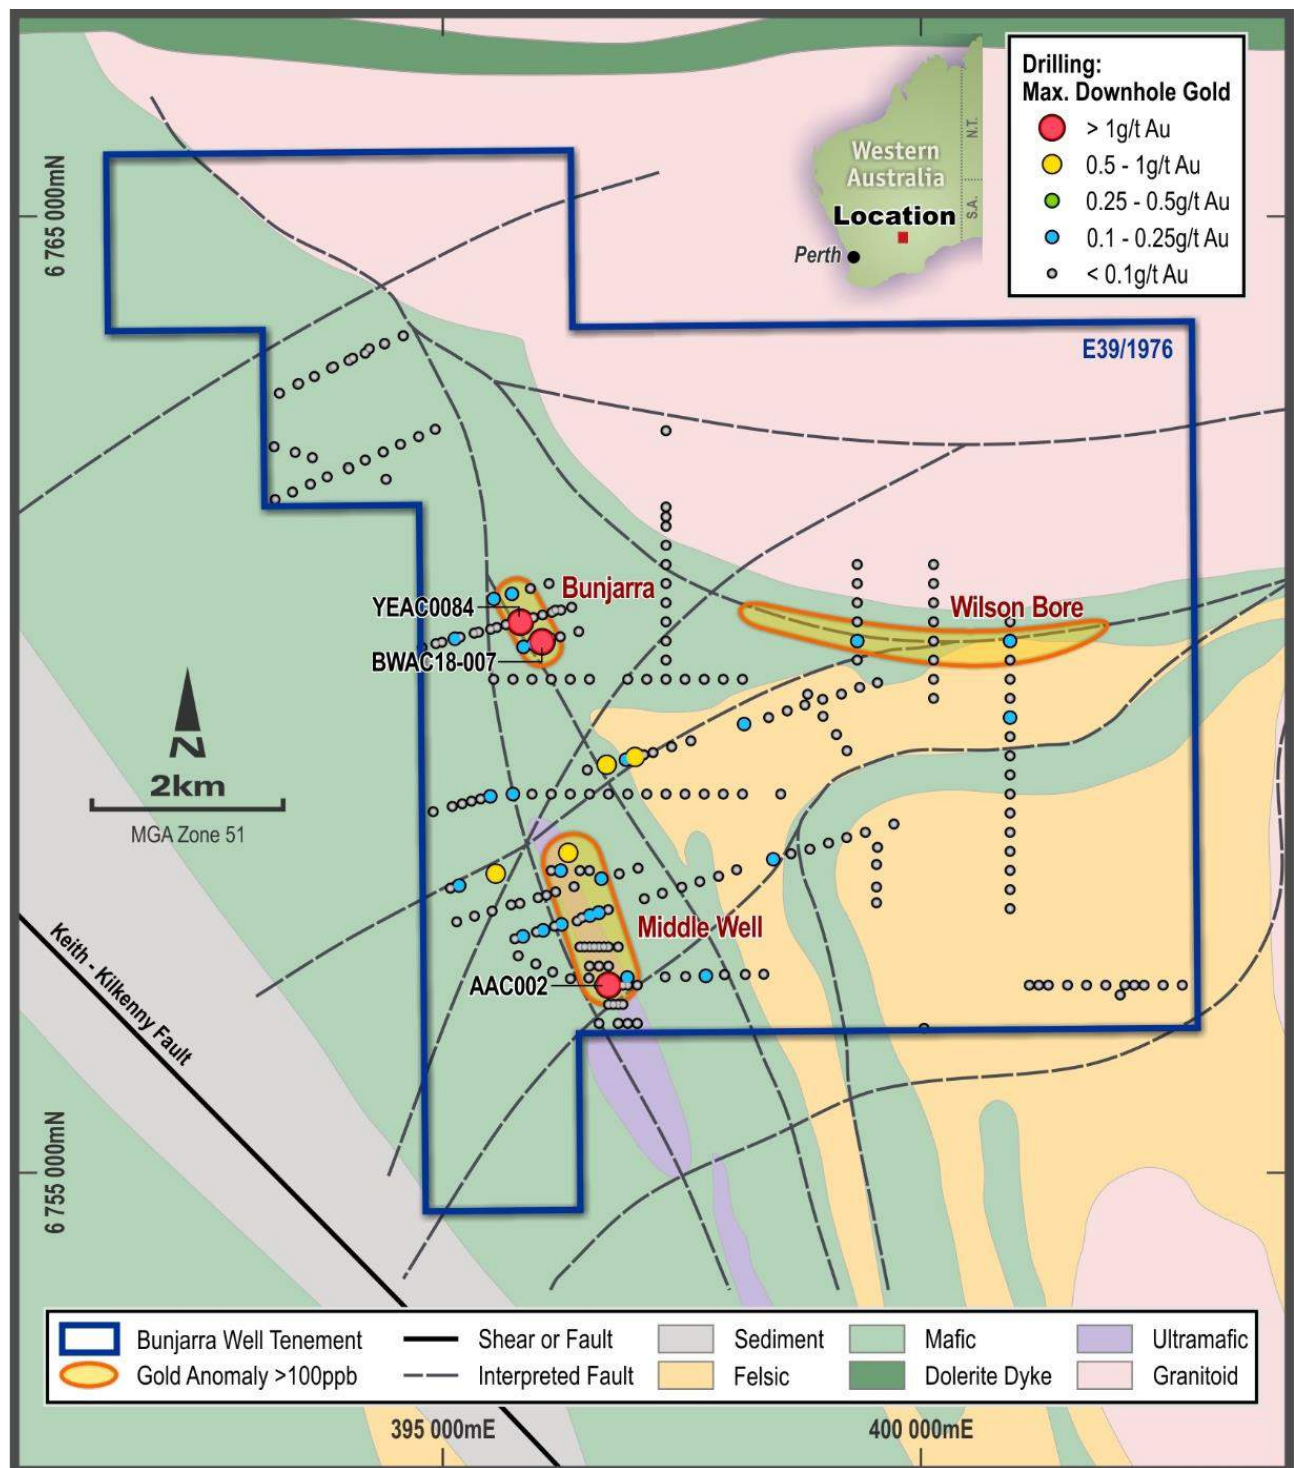 Drilling:
Max. Downhole Gold
> 1g/t Au
0.5 - 1g/t Au
0.25 - 0.5g/t Au
0.1 - 0.25g/t Au
< 0.1g/t Au
Western
Australia
Location
Perth
N.T.
S.A.
6 765 000mN
E39/1976
YEAC0084
Bunjarra
BWAC18-007
Wilson Bore
N
2km
MGA Zone 51
Middle Well
AAC002
Keith - Kilkenny Fault
6 755 000mN
Bunjarra Well Tenement
Shear or Fault
Sediment
Mafic
Ultramafic
Gold Anomaly >100ppb
Interpreted Fault
Felsic
Dolerite Dyke
Granitoid
395 000mE
400 000mE